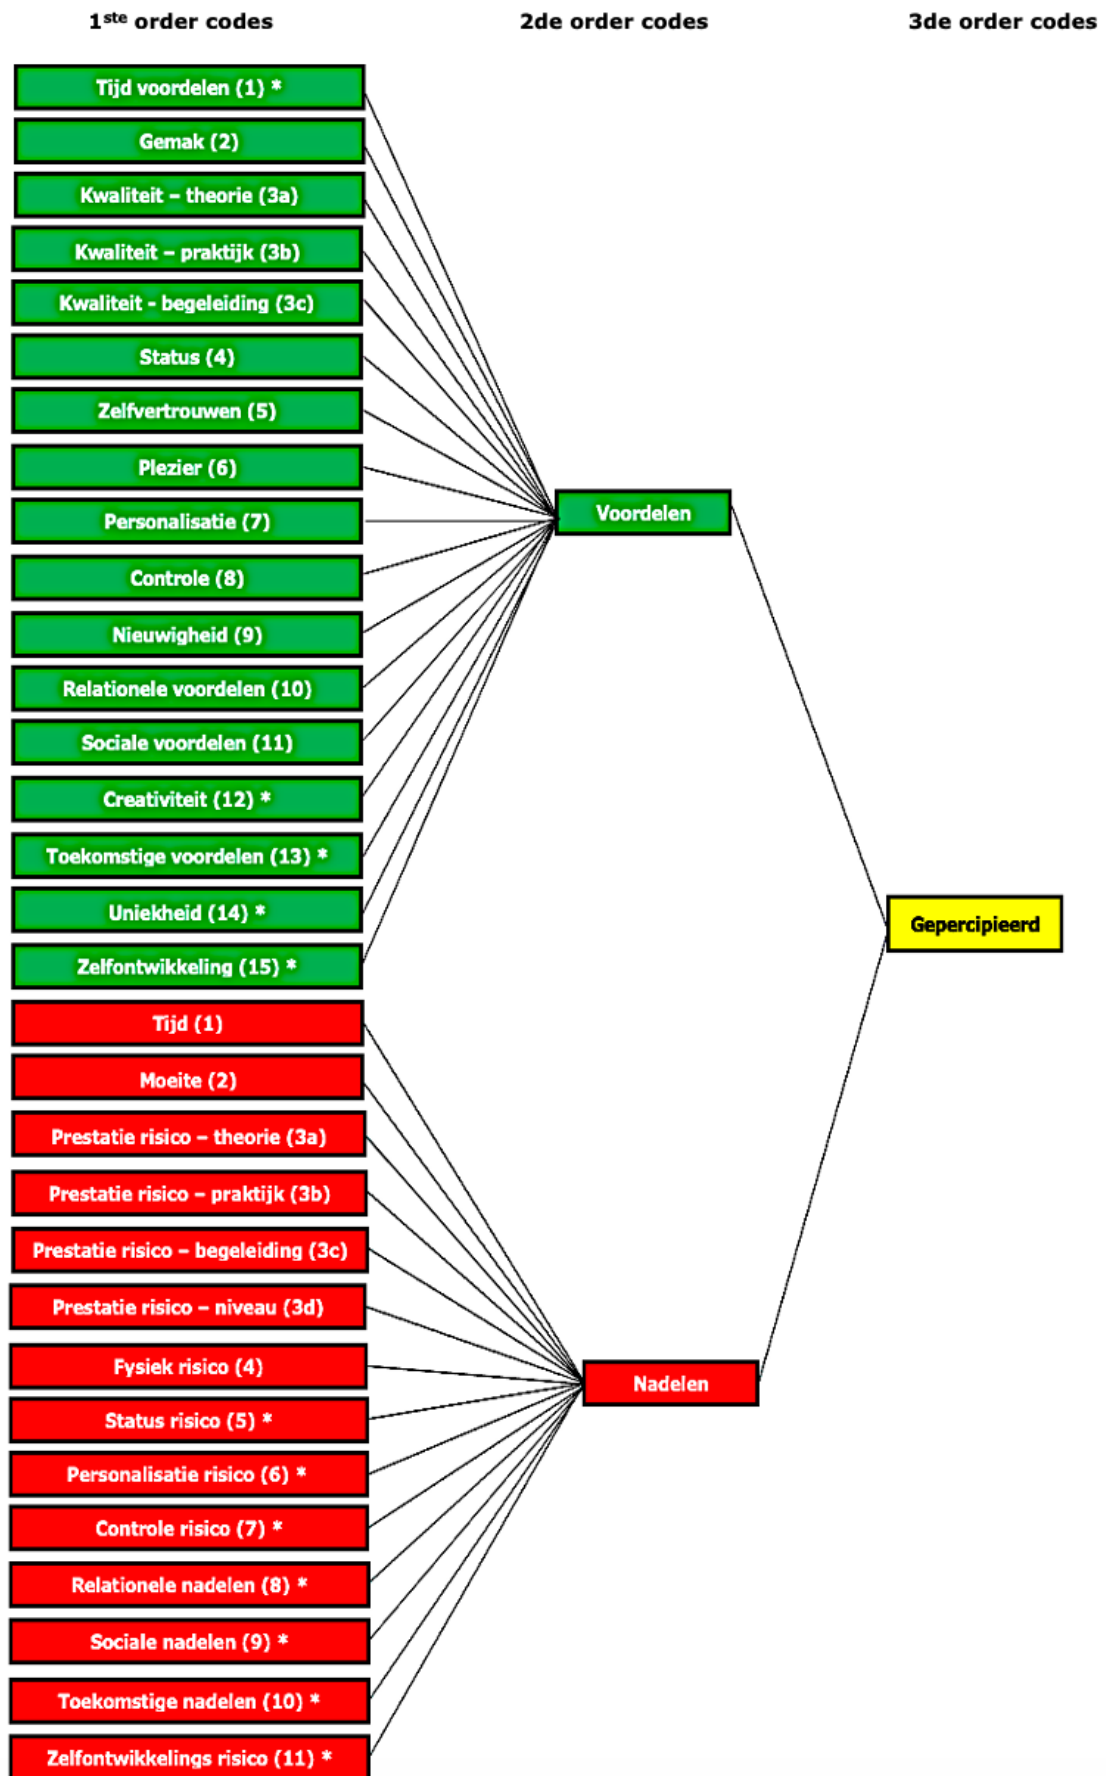 1ste order codes
2de order codes
3de order codes
Tijd voordelen (1) *
Gemak (2)
Kwaliteit – theorie (3a)
Kwaliteit – praktijk (3b)
Kwaliteit - begeleiding (3c)
Status (4)
Zelfvertrouwen (5)
Plezier (6)
Personalisatie (7)
Controle (8)
Nieuwigheid (9)
Relationele voordelen (10)
Sociale voordelen (11)
Creativiteit (12) *
Toekomstige voordelen (13) *
Uniekheid (14) *
Zelfontwikkeling (15) *
Tijd (1)
Moeite (2)
Prestatie risico – theorie (3a)
Prestatie risico – praktijk (3b)
Prestatie risico – begeleiding (3c)
Prestatie risico – niveau (3d)
Fysiek risico (4)
Status risico (5) *
Personalisatie risico (6) *
Controle risico (7) *
Relationele nadelen (8) *
Sociale nadelen (9) *
Toekomstige nadelen (10) *
Zelfontwikkelings risico (11) *
Voordelen
Nadelen
Gepercipieerd